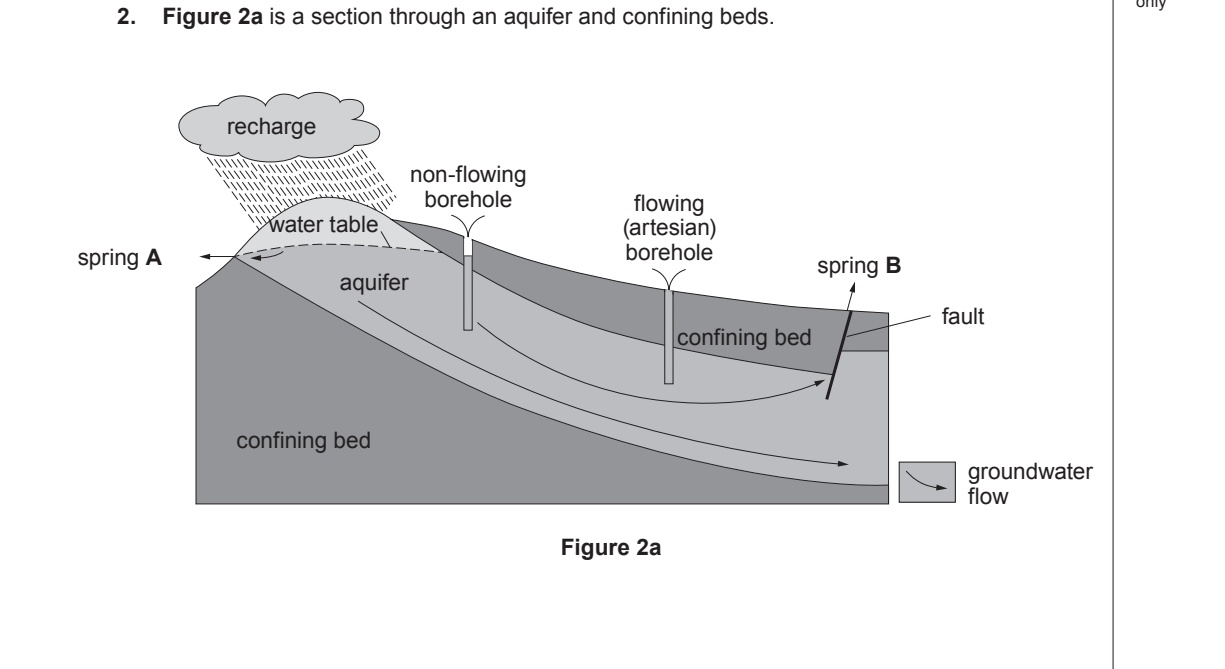 only
2. Figure 2a is a section through an aquifer and confining beds.
recharge
non-flowing
borehole
flowing
(artesian)
borehole
water table
spring A
spring B
aquifer
fault
confining bed
confining bed
groundwater
flow
Figure 2a